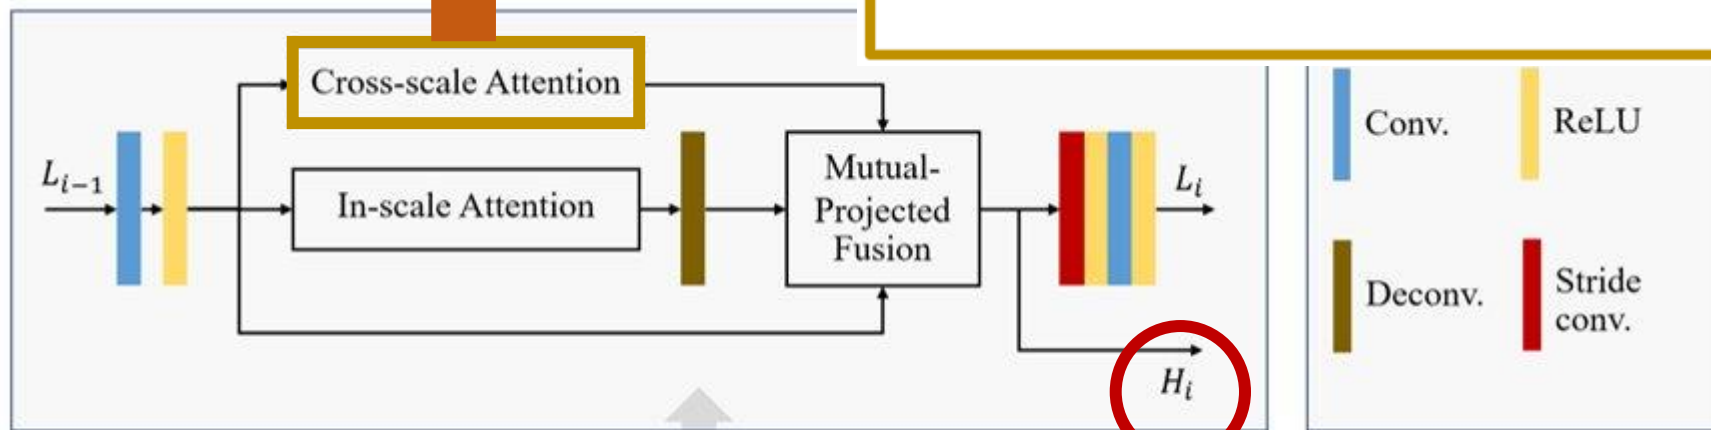 Cross-scale Attention
L_{i-1}
In-scale Attention
Mutual-
Projected
Fusion
L_i
H_i
Conv.
ReLU
Deconv.
Stride
conv.